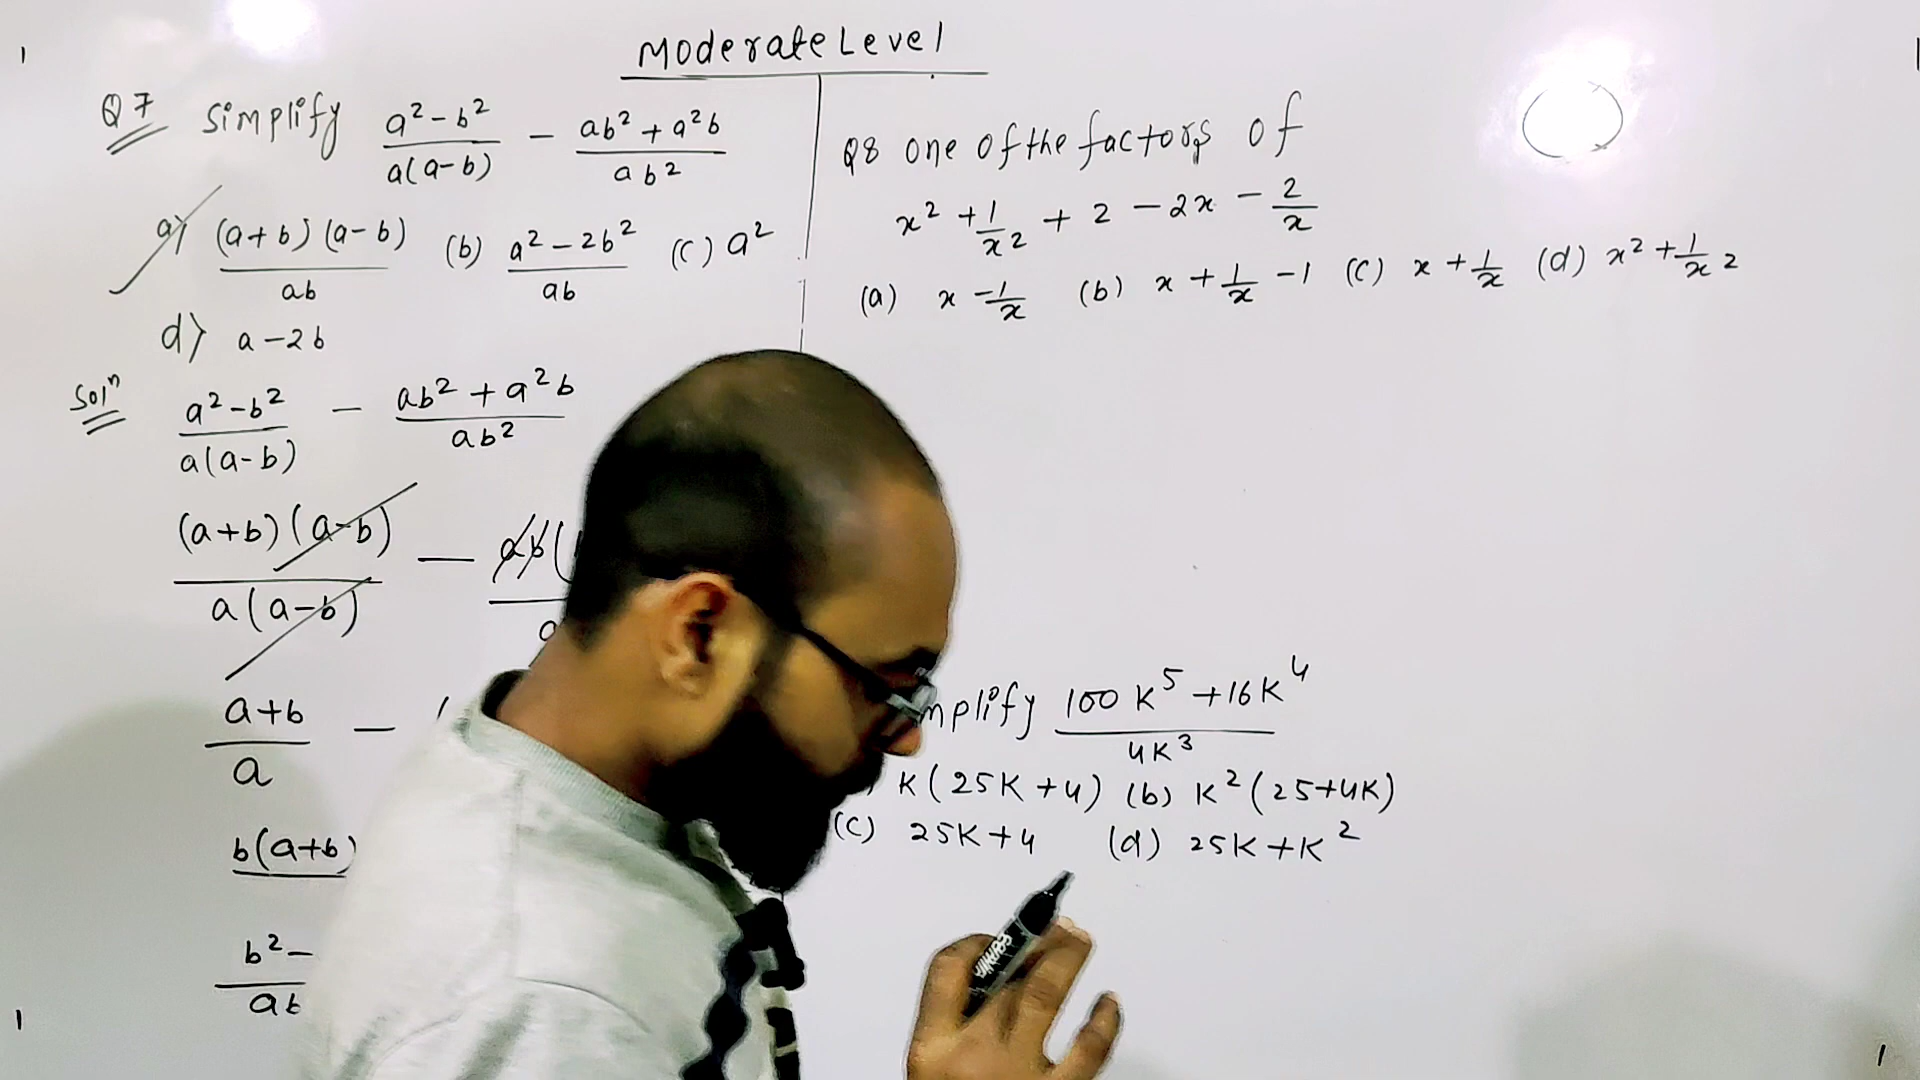 Moderate Level
Q7 Simplify (a² - b²)/(a(a-b)) - (ab² + a²b)/(ab²)
a) ((a+b)(a-b))/(ab) (b) (a² - 2b²)/(ab) (c) a²
d) a - 2b
Solⁿ (a² - b²)/(a(a-b)) - (ab² + a²b)/(ab²)
((a+b)(a-b))/(a(a-b)) - ab(
(a+b)/a - (
b(a+b)
b² -
Q8 One of the factors of
x² + 1/x² + 2 - 2x - 2/x
(a) x - 1/x (b) x + 1/x - 1 (c) x + 1/x (d) x² + 1/x²
mplify (100K⁵ + 16K⁴)/(4K³)
) K(25K + 4) (b) K²(25 + 4K)
(c) 25K + 4 (d) 25K + K²